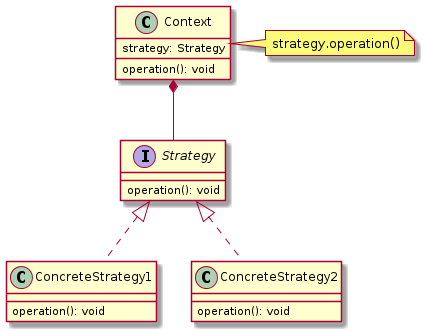 C Context
strategy: Strategy
operation(): void
strategy.operation()
I Strategy
operation(): void
C ConcreteStrategy1
operation(): void
C ConcreteStrategy2
operation(): void